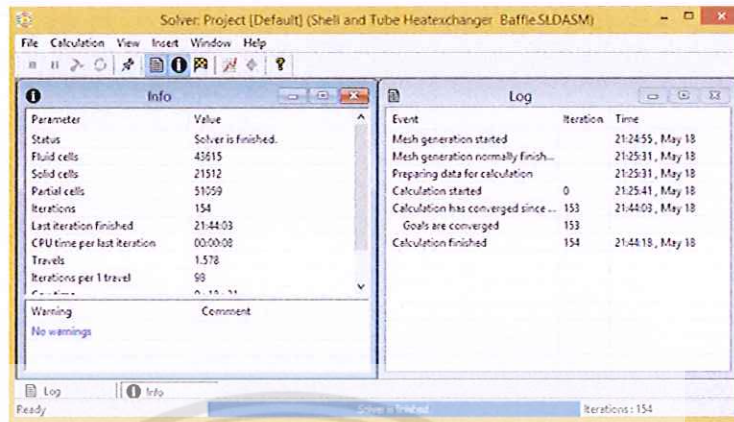 Solver: Project [Default] (Shell and Tube Heatexchanger Baffle.SLDASM)
File Calculation View Insert Window Help
Info
Parameter Value
Status Solver is finished.
Fluid cells 43615
Solid cells 21512
Partial cells 51059
Iterations 154
Last iteration finished 21:44:03
CPU time per last iteration 00:00:08
Travels 1.578
Iterations per 1 travel 98
Warning Comment
No warnings
Log
Event Iteration Time
Mesh generation started 21:24:55, May 18
Mesh generation normally finish... 21:25:31, May 18
Preparing data for calculation 21:25:31, May 18
Calculation started 0 21:25:41, May 18
Calculation has converged since ... 153 21:44:03, May 18
Goals are converged 153
Calculation finished 154 21:44:18, May 18
Log Info
Ready Solver is finished. Iterations : 154